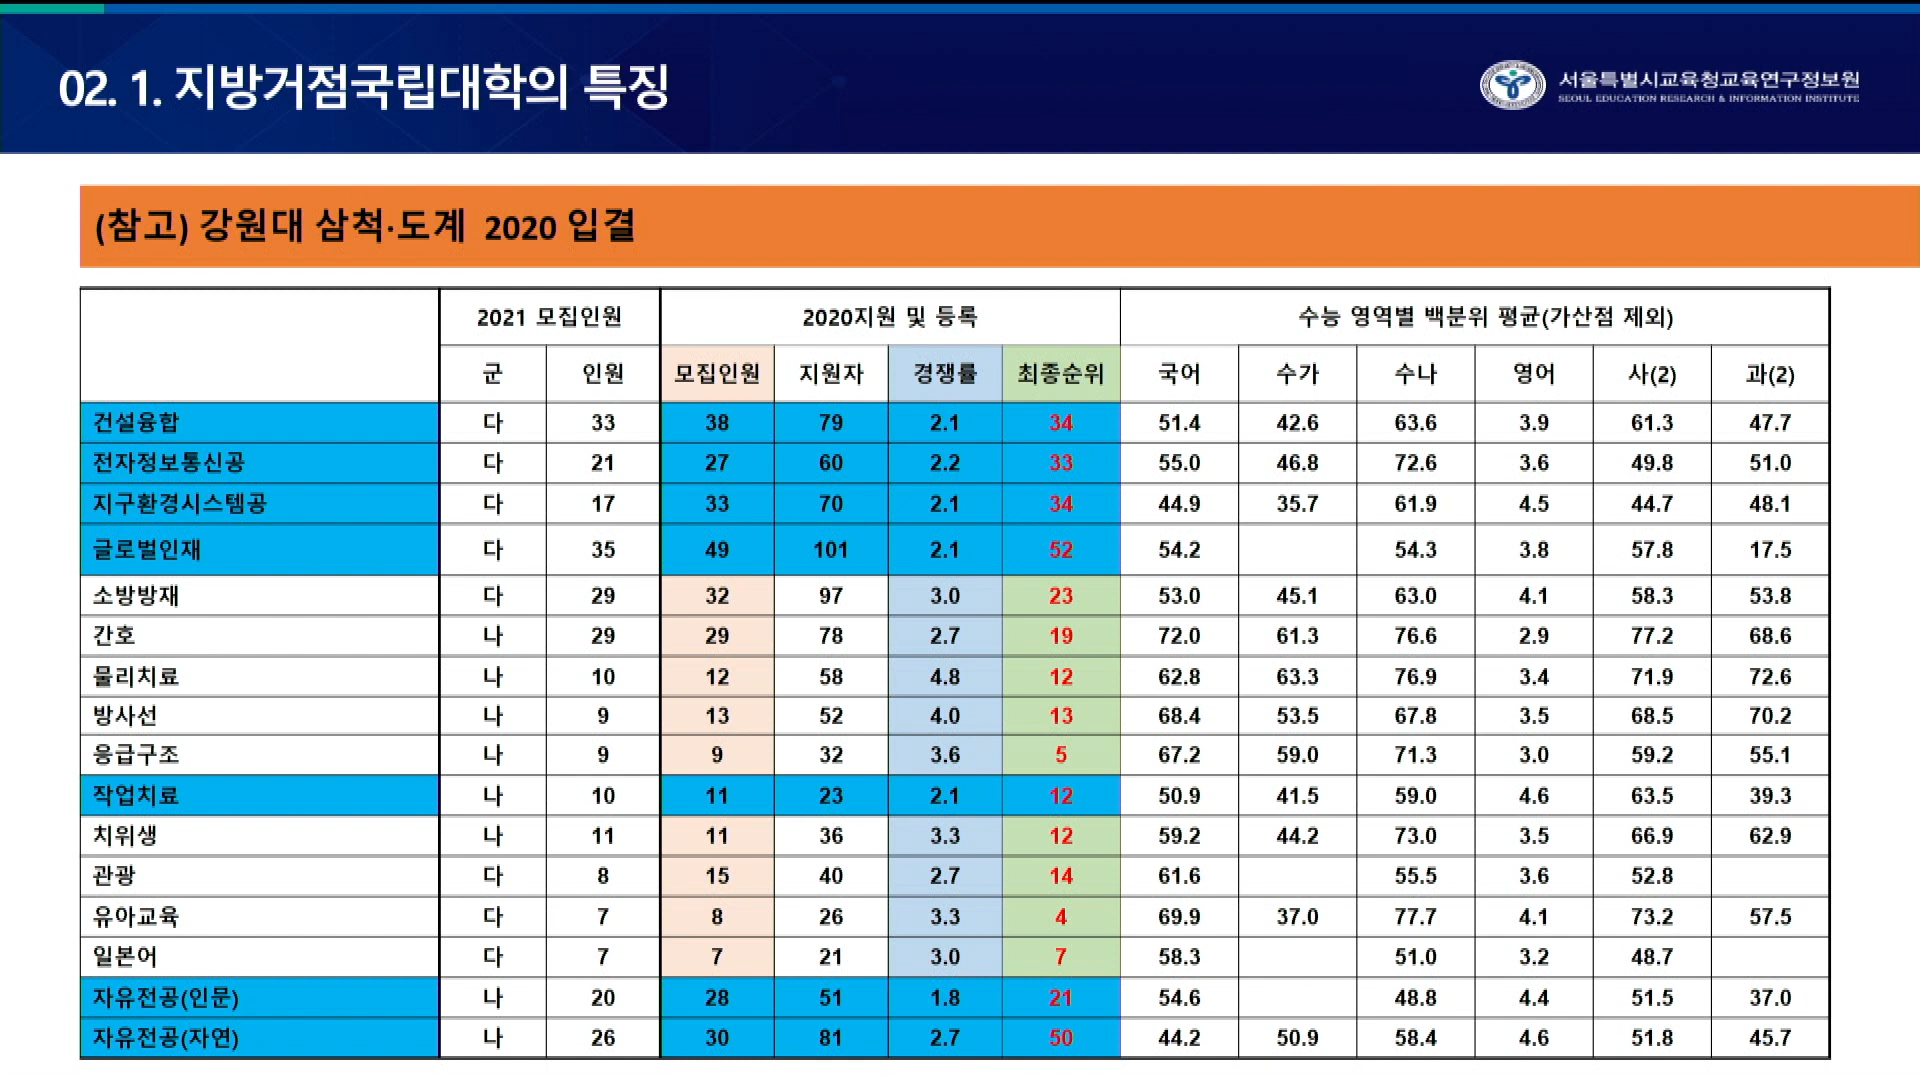 02. 1. 지방거점국립대학의 특징
서울특별시교육청교육연구정보원
SEOUL EDUCATION RESEARCH & INFORMATION INSTITUTE
(참고) 강원대 삼척·도계 2020 입결
2021 모집인원 2020지원 및 등록 수능 영역별 백분위 평균(가산점 제외)
군 인원 모집인원 지원자 경쟁률 최종순위 국어 수가 수나 영어 사(2) 과(2)
건설융합 다 33 38 79 2.1 34 51.4 42.6 63.6 3.9 61.3 47.7
전자정보통신공 다 21 27 60 2.2 33 55.0 46.8 72.6 3.6 49.8 51.0
지구환경시스템공 다 17 33 70 2.1 34 44.9 35.7 61.9 4.5 44.7 48.1
글로벌인재 다 35 49 101 2.1 52 54.2 54.3 3.8 57.8 17.5
소방방재 다 29 32 97 3.0 23 53.0 45.1 63.0 4.1 58.3 53.8
간호 나 29 29 78 2.7 19 72.0 61.3 76.6 2.9 77.2 68.6
물리치료 나 10 12 58 4.8 12 62.8 63.3 76.9 3.4 71.9 72.6
방사선 나 9 13 52 4.0 13 68.4 53.5 67.8 3.5 68.5 70.2
응급구조 나 9 9 32 3.6 5 67.2 59.0 71.3 3.0 59.2 55.1
작업치료 나 10 11 23 2.1 12 50.9 41.5 59.0 4.6 63.5 39.3
치위생 나 11 11 36 3.3 12 59.2 44.2 73.0 3.5 66.9 62.9
관광 다 8 15 40 2.7 14 61.6 55.5 3.6 52.8
유아교육 다 7 8 26 3.3 4 69.9 37.0 77.7 4.1 73.2 57.5
일본어 다 7 7 21 3.0 7 58.3 51.0 3.2 48.7
자유전공(인문) 나 20 28 51 1.8 21 54.6 48.8 4.4 51.5 37.0
자유전공(자연) 나 26 30 81 2.7 50 44.2 50.9 58.4 4.6 51.8 45.7